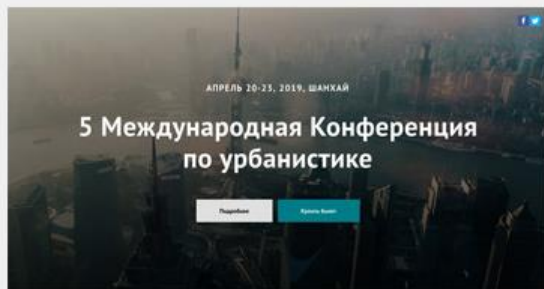 АПРЕЛЬ 20-23, 2019, ШАНХАЙ
5 Международная Конференция
по урбанистике
Подробнее
Купить билет